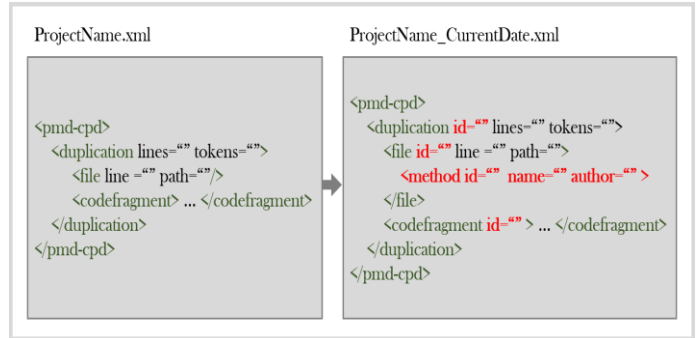 ProjectName.xml
<pmd-cpd>
<duplication lines=“” tokens=“”>
<file line =“” path=“”/>
<codefragment> ... </codefragment>
</duplication>
</pmd-cpd>
ProjectName_CurrentDate.xml
<pmd-cpd>
<duplication id=“” lines=“” tokens=“”>
<file id=“” line =“” path=“”>
<method id=“” name=“” author=“” >
</file>
<codefragment id=“” > ... </codefragment>
</duplication>
</pmd-cpd>